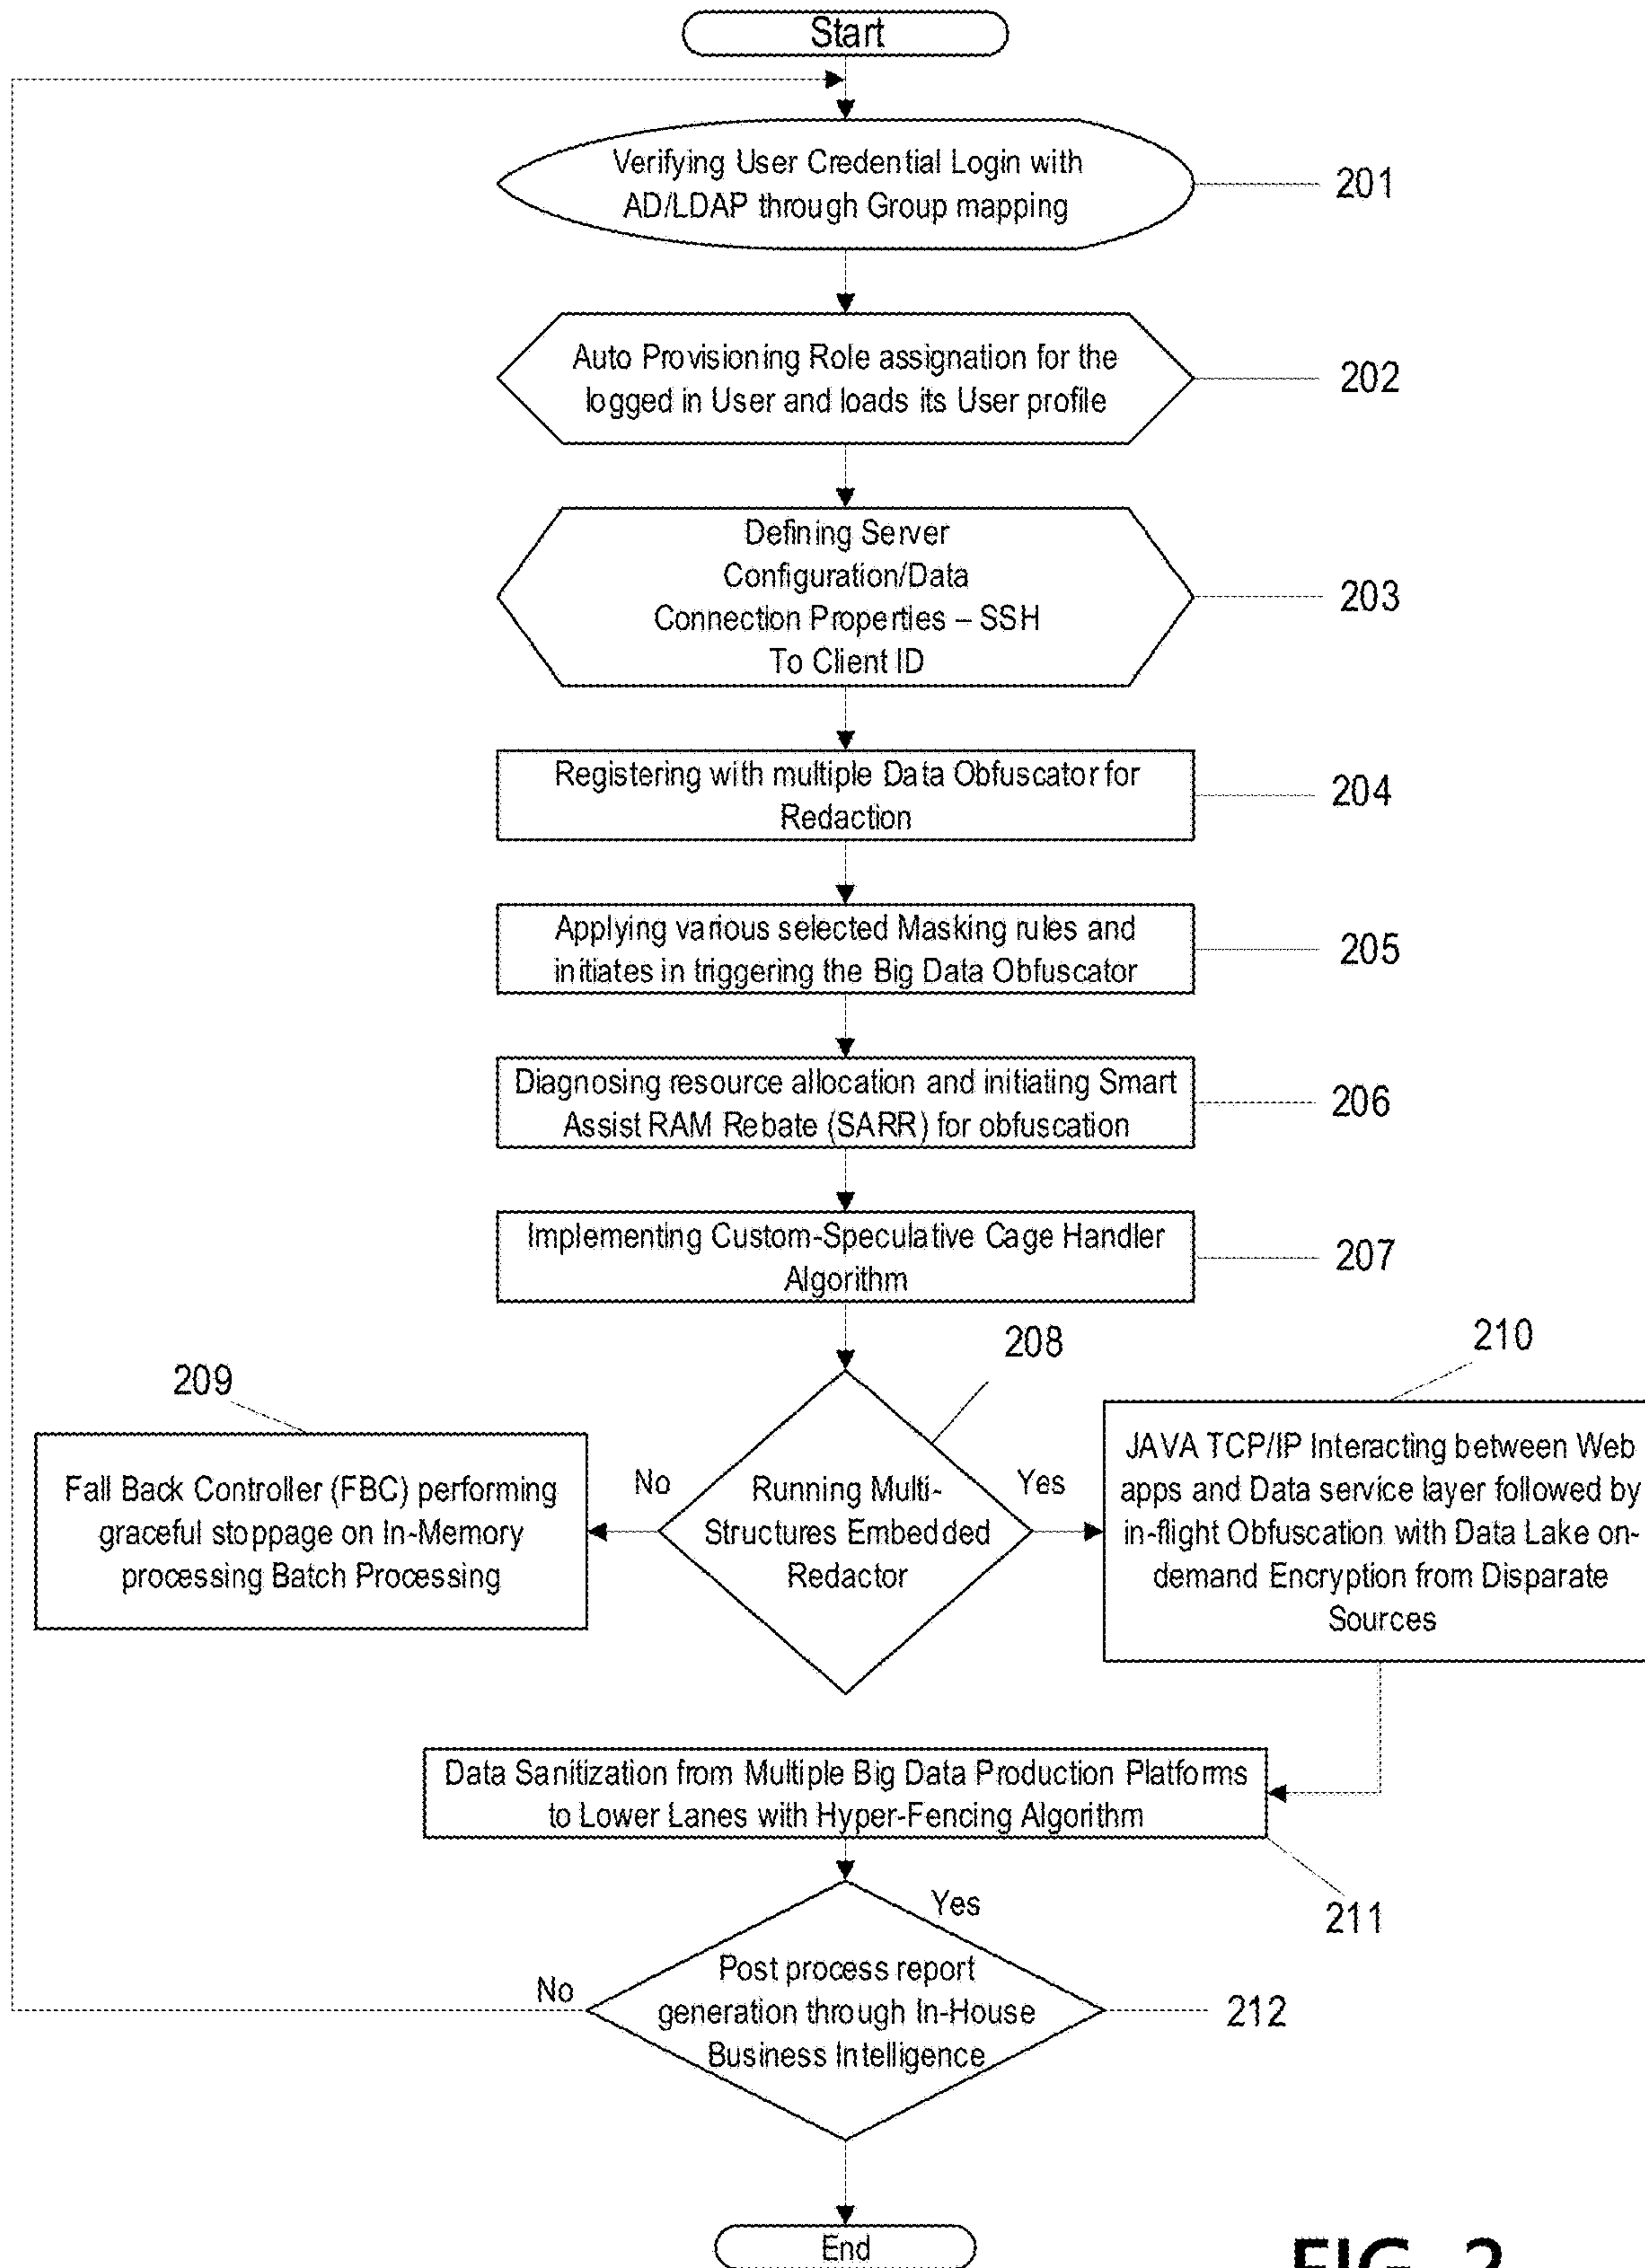 Start
Verifying User Credential Login with
AD/LDAP through Group mapping
201
Auto Provisioning Role assignation for the
logged in User and loads its User profile
202
Defining Server
Configuration/Data
Connection Properties – SSH
To Client ID
203
Registering with multiple Data Obfuscator for
Redaction
204
Applying various selected Masking rules and
initiates in triggering the Big Data Obfuscator
205
Diagnosing resource allocation and initiating Smart
Assist RAM Rebate (SARR) for obfuscation
206
Implementing Custom-Speculative Cage Handler
Algorithm
207
208
209
210
Fall Back Controller (FBC) performing
graceful stoppage on In-Memory
processing Batch Processing
No
Running Multi-
Structures Embedded
Redactor
Yes
JAVA TCP/IP Interacting between Web
apps and Data service layer followed by
in-flight Obfuscation with Data Lake on-
demand Encryption from Disparate
Sources
Data Sanitization from Multiple Big Data Production Platforms
to Lower Lanes with Hyper-Fencing Algorithm
211
Yes
No
Post process report
generation through In-House
Business Intelligence
212
End
FIG. 2